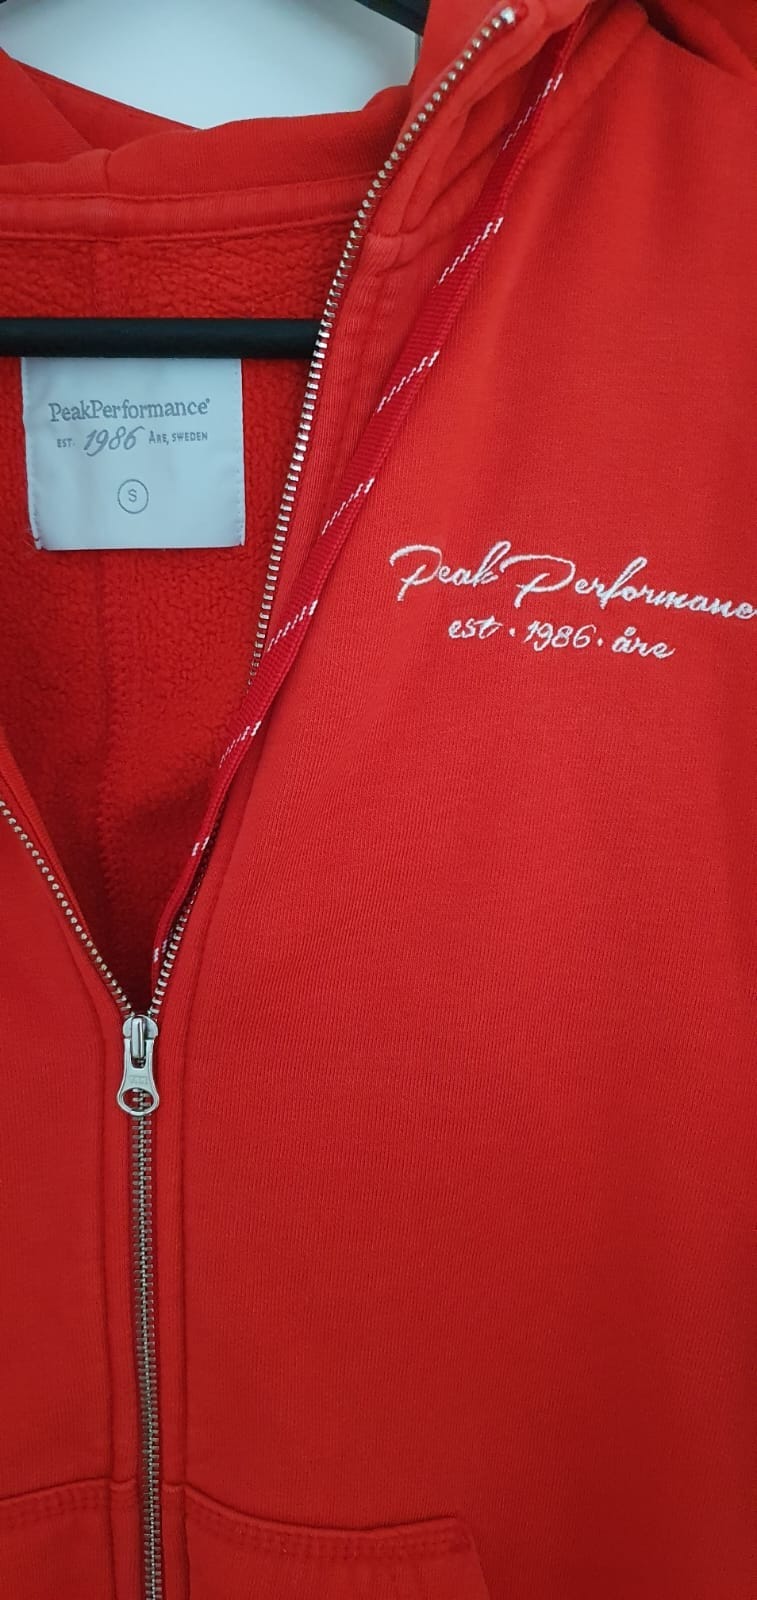 PeakPerformance®
EST. 1986 ÅRE, SWEDEN
S
Peak Performance
est · 1986 · åre